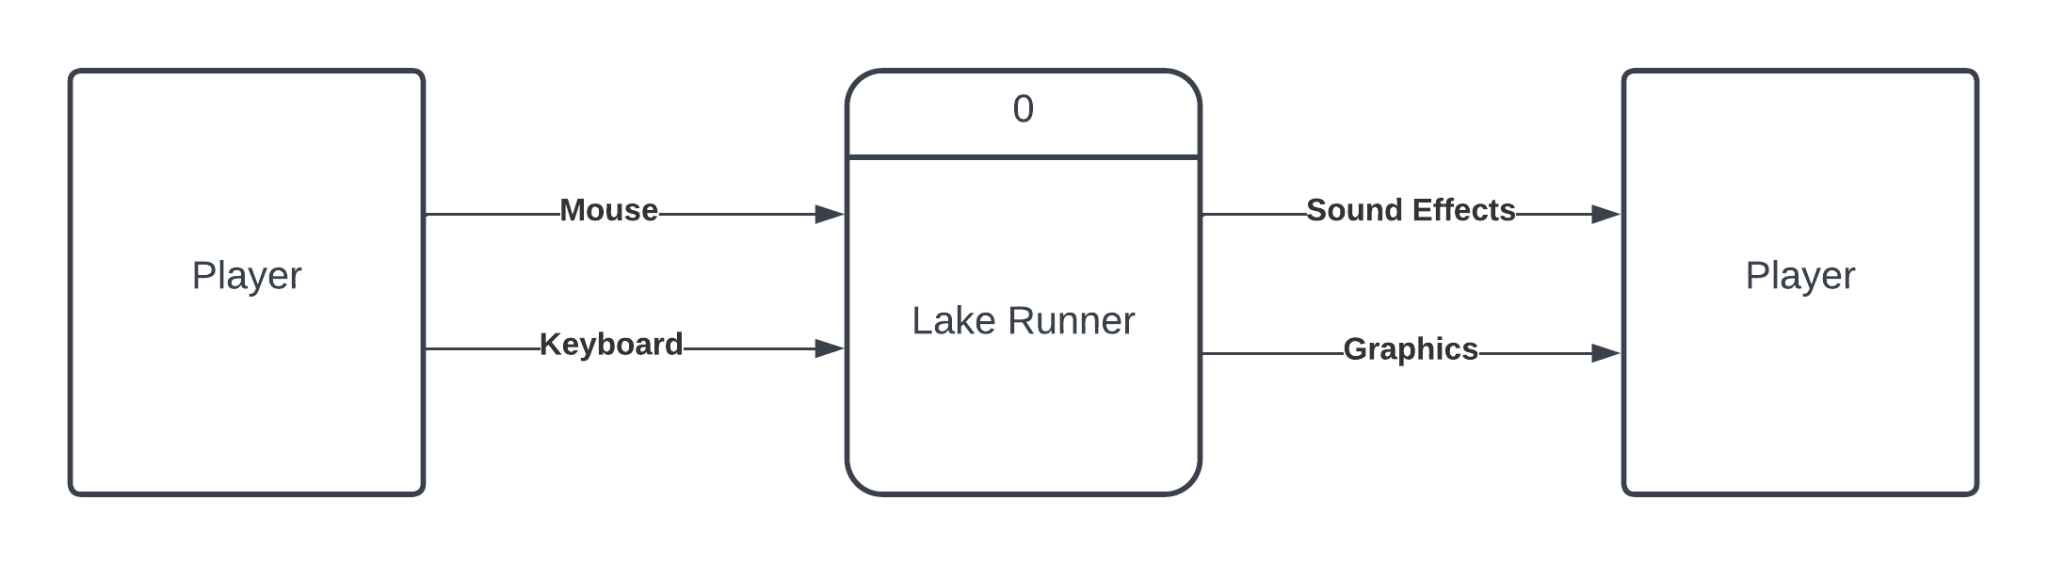 Player
Mouse
Keyboard
0
Lake Runner
Sound Effects
Graphics
Player